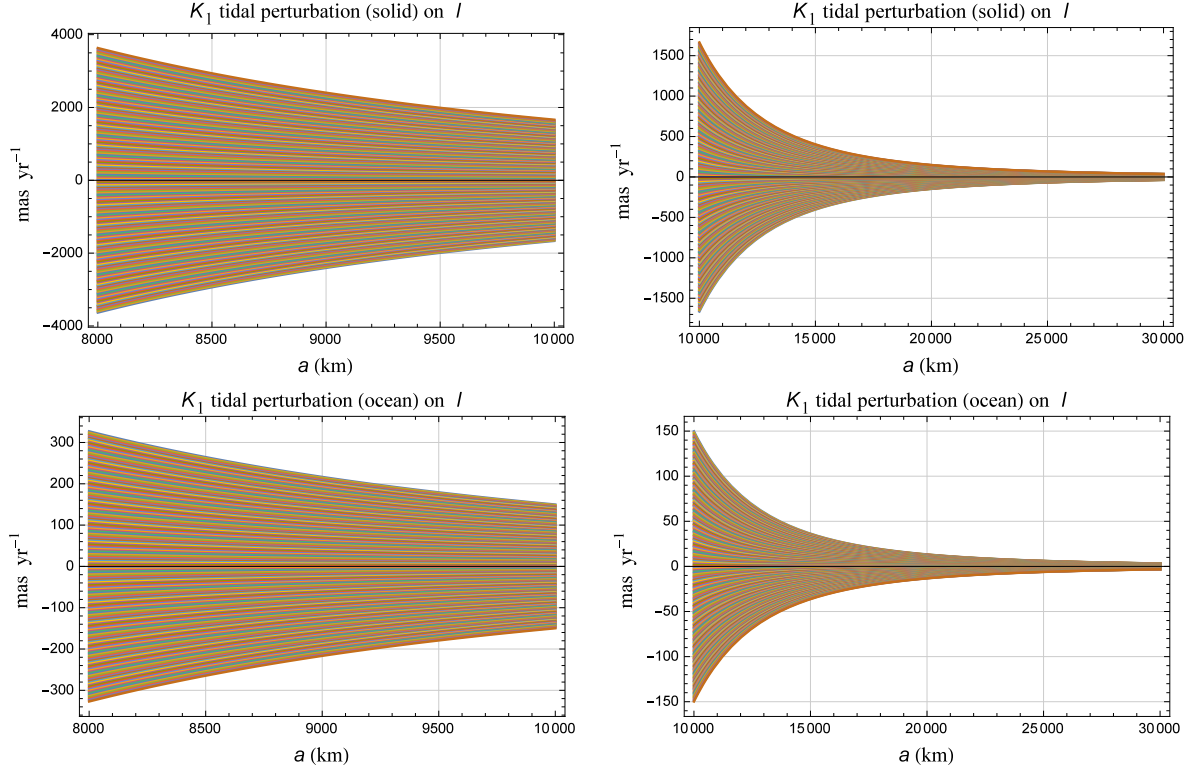 K1 tidal perturbation (solid) on I
4000
2000
0
−2000
−4000
mas yr−1
8000 8500 9000 9500 10 000
a (km)
K1 tidal perturbation (solid) on I
1500
1000
500
0
−500
−1000
−1500
mas yr−1
10 000 15 000 20 000 25 000 30 000
a (km)
K1 tidal perturbation (ocean) on I
300
200
100
0
−100
−200
−300
mas yr−1
8000 8500 9000 9500 10 000
a (km)
K1 tidal perturbation (ocean) on I
150
100
50
0
−50
−100
−150
mas yr−1
10 000 15 000 20 000 25 000 30 000
a (km)